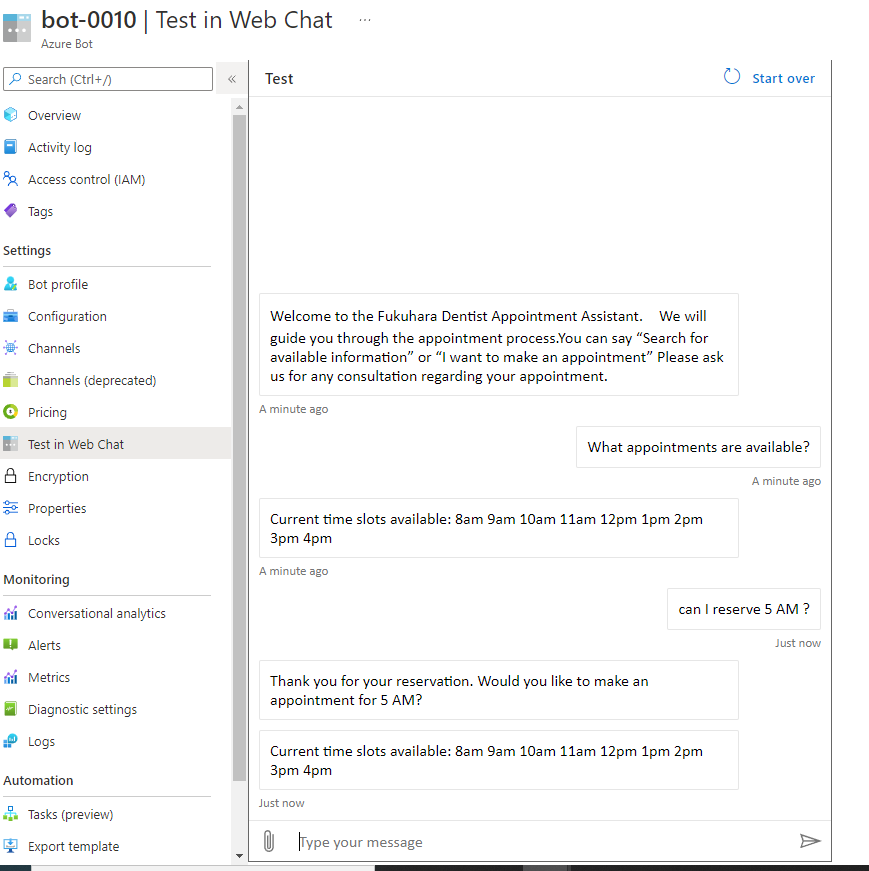 bot-0010 | Test in Web Chat ...
Azure Bot
Search (Ctrl+/)
«
Overview
Activity log
Access control (IAM)
Tags
Settings
Bot profile
Configuration
Channels
Channels (deprecated)
Pricing
Test in Web Chat
Encryption
Properties
Locks
Monitoring
Conversational analytics
Alerts
Metrics
Diagnostic settings
Logs
Automation
Tasks (preview)
Export template
Test
Start over
Welcome to the Fukuhara Dentist Appointment Assistant. We will
guide you through the appointment process.You can say “Search for
available information” or “I want to make an appointment” Please ask
us for any consultation regarding your appointment.
A minute ago
What appointments are available?
A minute ago
Current time slots available: 8am 9am 10am 11am 12pm 1pm 2pm
3pm 4pm
A minute ago
can I reserve 5 AM ?
Just now
Thank you for your reservation. Would you like to make an
appointment for 5 AM?
Current time slots available: 8am 9am 10am 11am 12pm 1pm 2pm
3pm 4pm
Just now
Type your message